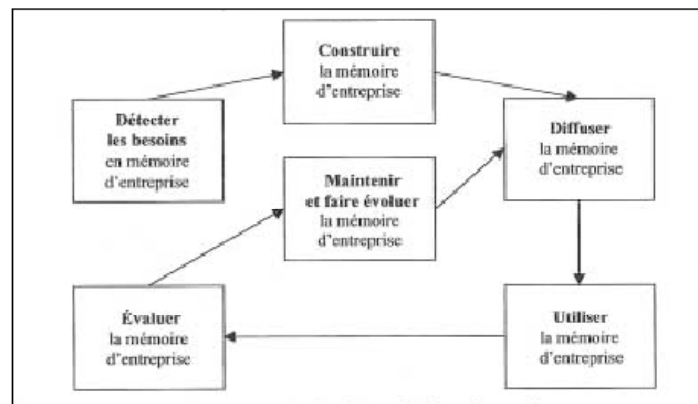 Construire
la mémoire
d'entreprise
Détecter
les besoins
en mémoire
d'entreprise
Diffuser
la mémoire
d'entreprise
Maintenir
et faire évoluer
la mémoire
d'entreprise
Évaluer
la mémoire
d'entreprise
Utiliser
la mémoire
d'entreprise